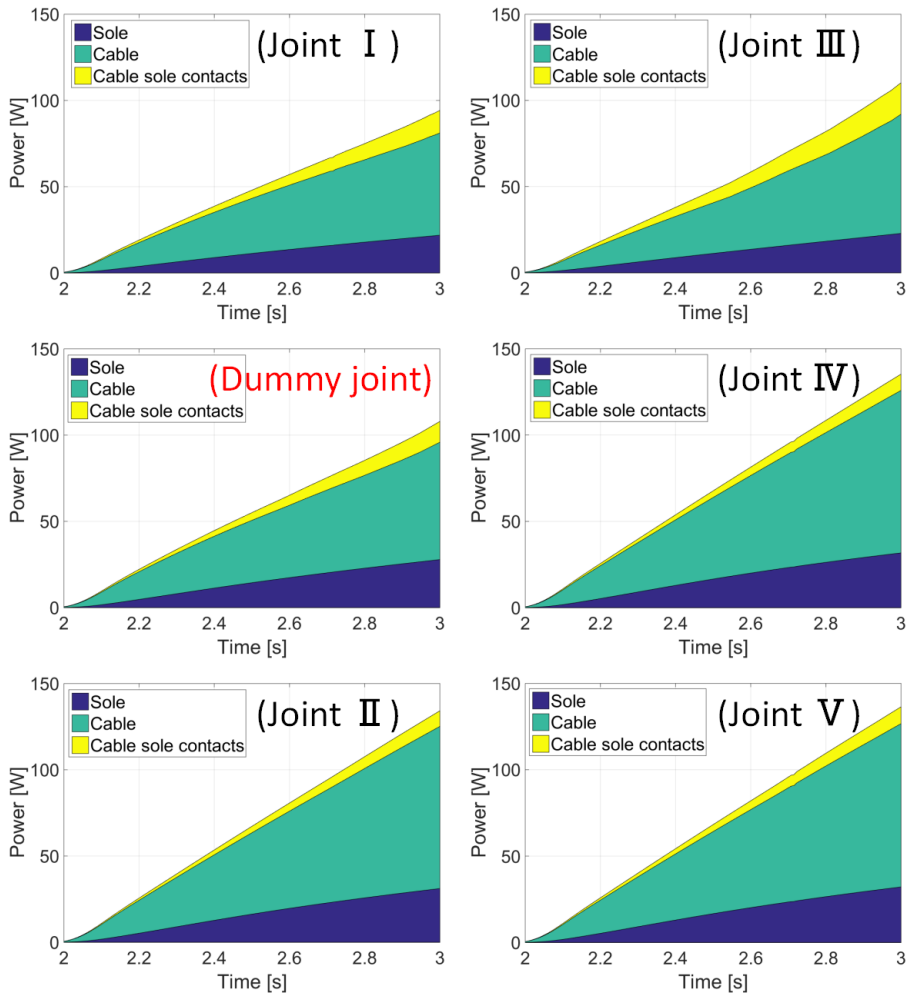 150
100
50
0
Power [W]
Sole
Cable
Cable sole contacts
(Joint Ⅰ)
2
2.2
2.4
2.6
2.8
3
Time [s]
150
100
50
0
Power [W]
Sole
Cable
Cable sole contacts
(Joint Ⅲ)
2
2.2
2.4
2.6
2.8
3
Time [s]
150
100
50
0
Power [W]
Sole
Cable
Cable sole contacts
(Dummy joint)
2
2.2
2.4
2.6
2.8
3
Time [s]
150
100
50
0
Power [W]
Sole
Cable
Cable sole contacts
(Joint Ⅳ)
2
2.2
2.4
2.6
2.8
3
Time [s]
150
100
50
0
Power [W]
Sole
Cable
Cable sole contacts
(Joint Ⅱ)
2
2.2
2.4
2.6
2.8
3
Time [s]
150
100
50
0
Power [W]
Sole
Cable
Cable sole contacts
(Joint Ⅴ)
2
2.2
2.4
2.6
2.8
3
Time [s]